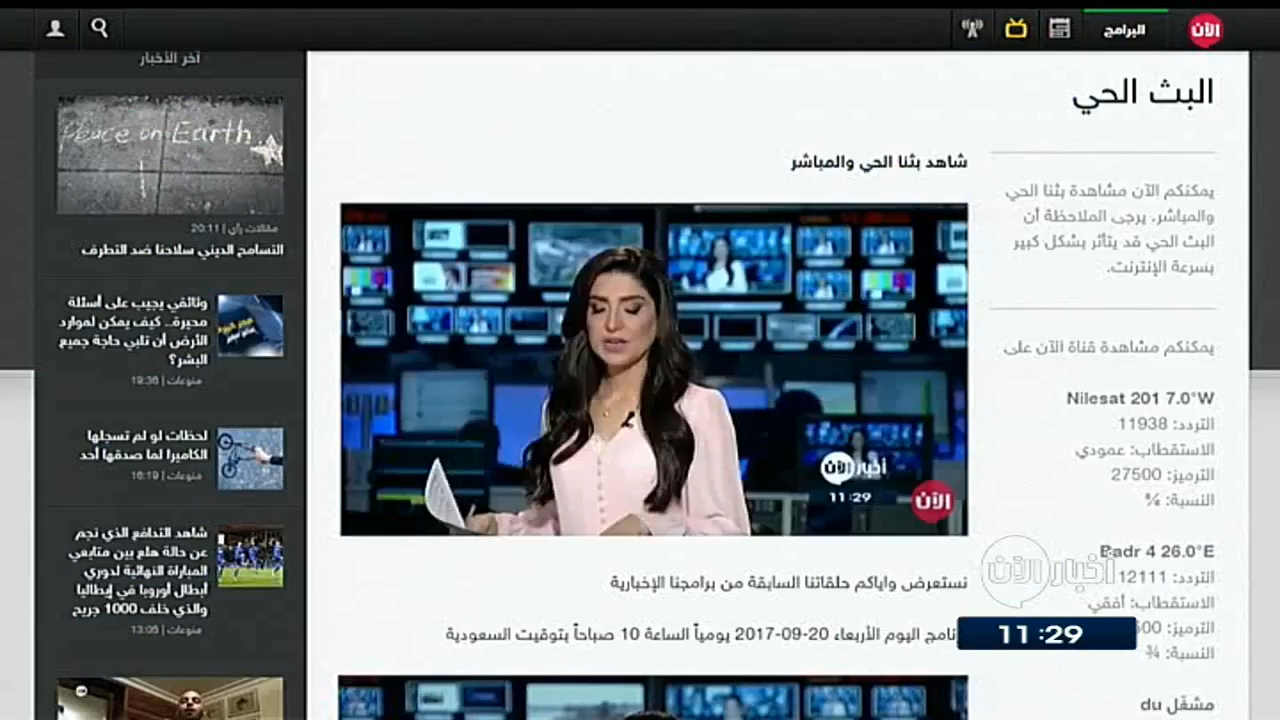 الآن
البرامج
البث الحي
يمكنكم الآن مشاهدة بثنا الحي
والمباشر. يرجى الملاحظة أن
البث الحي قد يتأثر بشكل كبير
بسرعة الإنترنت.
يمكنكم مشاهدة قناة الآن على
Nilesat 201 7.0°W
التردد: 11938
الاستقطاب: عمودي
الترميز: 27500
النسبة: ¾
Badr 4 26.0°E
التردد: 12111
الاستقطاب: أفقي
النسبة: ¾
مشغّل du
شاهد بثنا الحي والمباشر
أخبار الآن
11:29
الآن
نستعرض واياكم حلقاتنا السابقة من برامجنا الإخبارية
نامج اليوم الأربعاء 20-09-2017 يومياً الساعة 10 صباحاً بتوقيت السعودية
أخبار الآن
11:29
آخر الأخبار
Peace on Earth
مقالات رأي | 20:11
التسامح الديني سلاحنا ضد التطرف
وثائقي يجيب على أسئلة
محيرة.. كيف يمكن لموارد
الأرض أن تلبي حاجة جميع
البشر؟
منوعات | 19:36
لحظات لو لم تسجلها
الكاميرا لما صدقها أحد
منوعات | 16:19
شاهد التدافع الذي نجم
عن حالة هلع بين متابعي
المباراة النهائية لدوري
أبطال أوروبا في إيطاليا
والذي خلف 1000 جريح
منوعات | 13:05